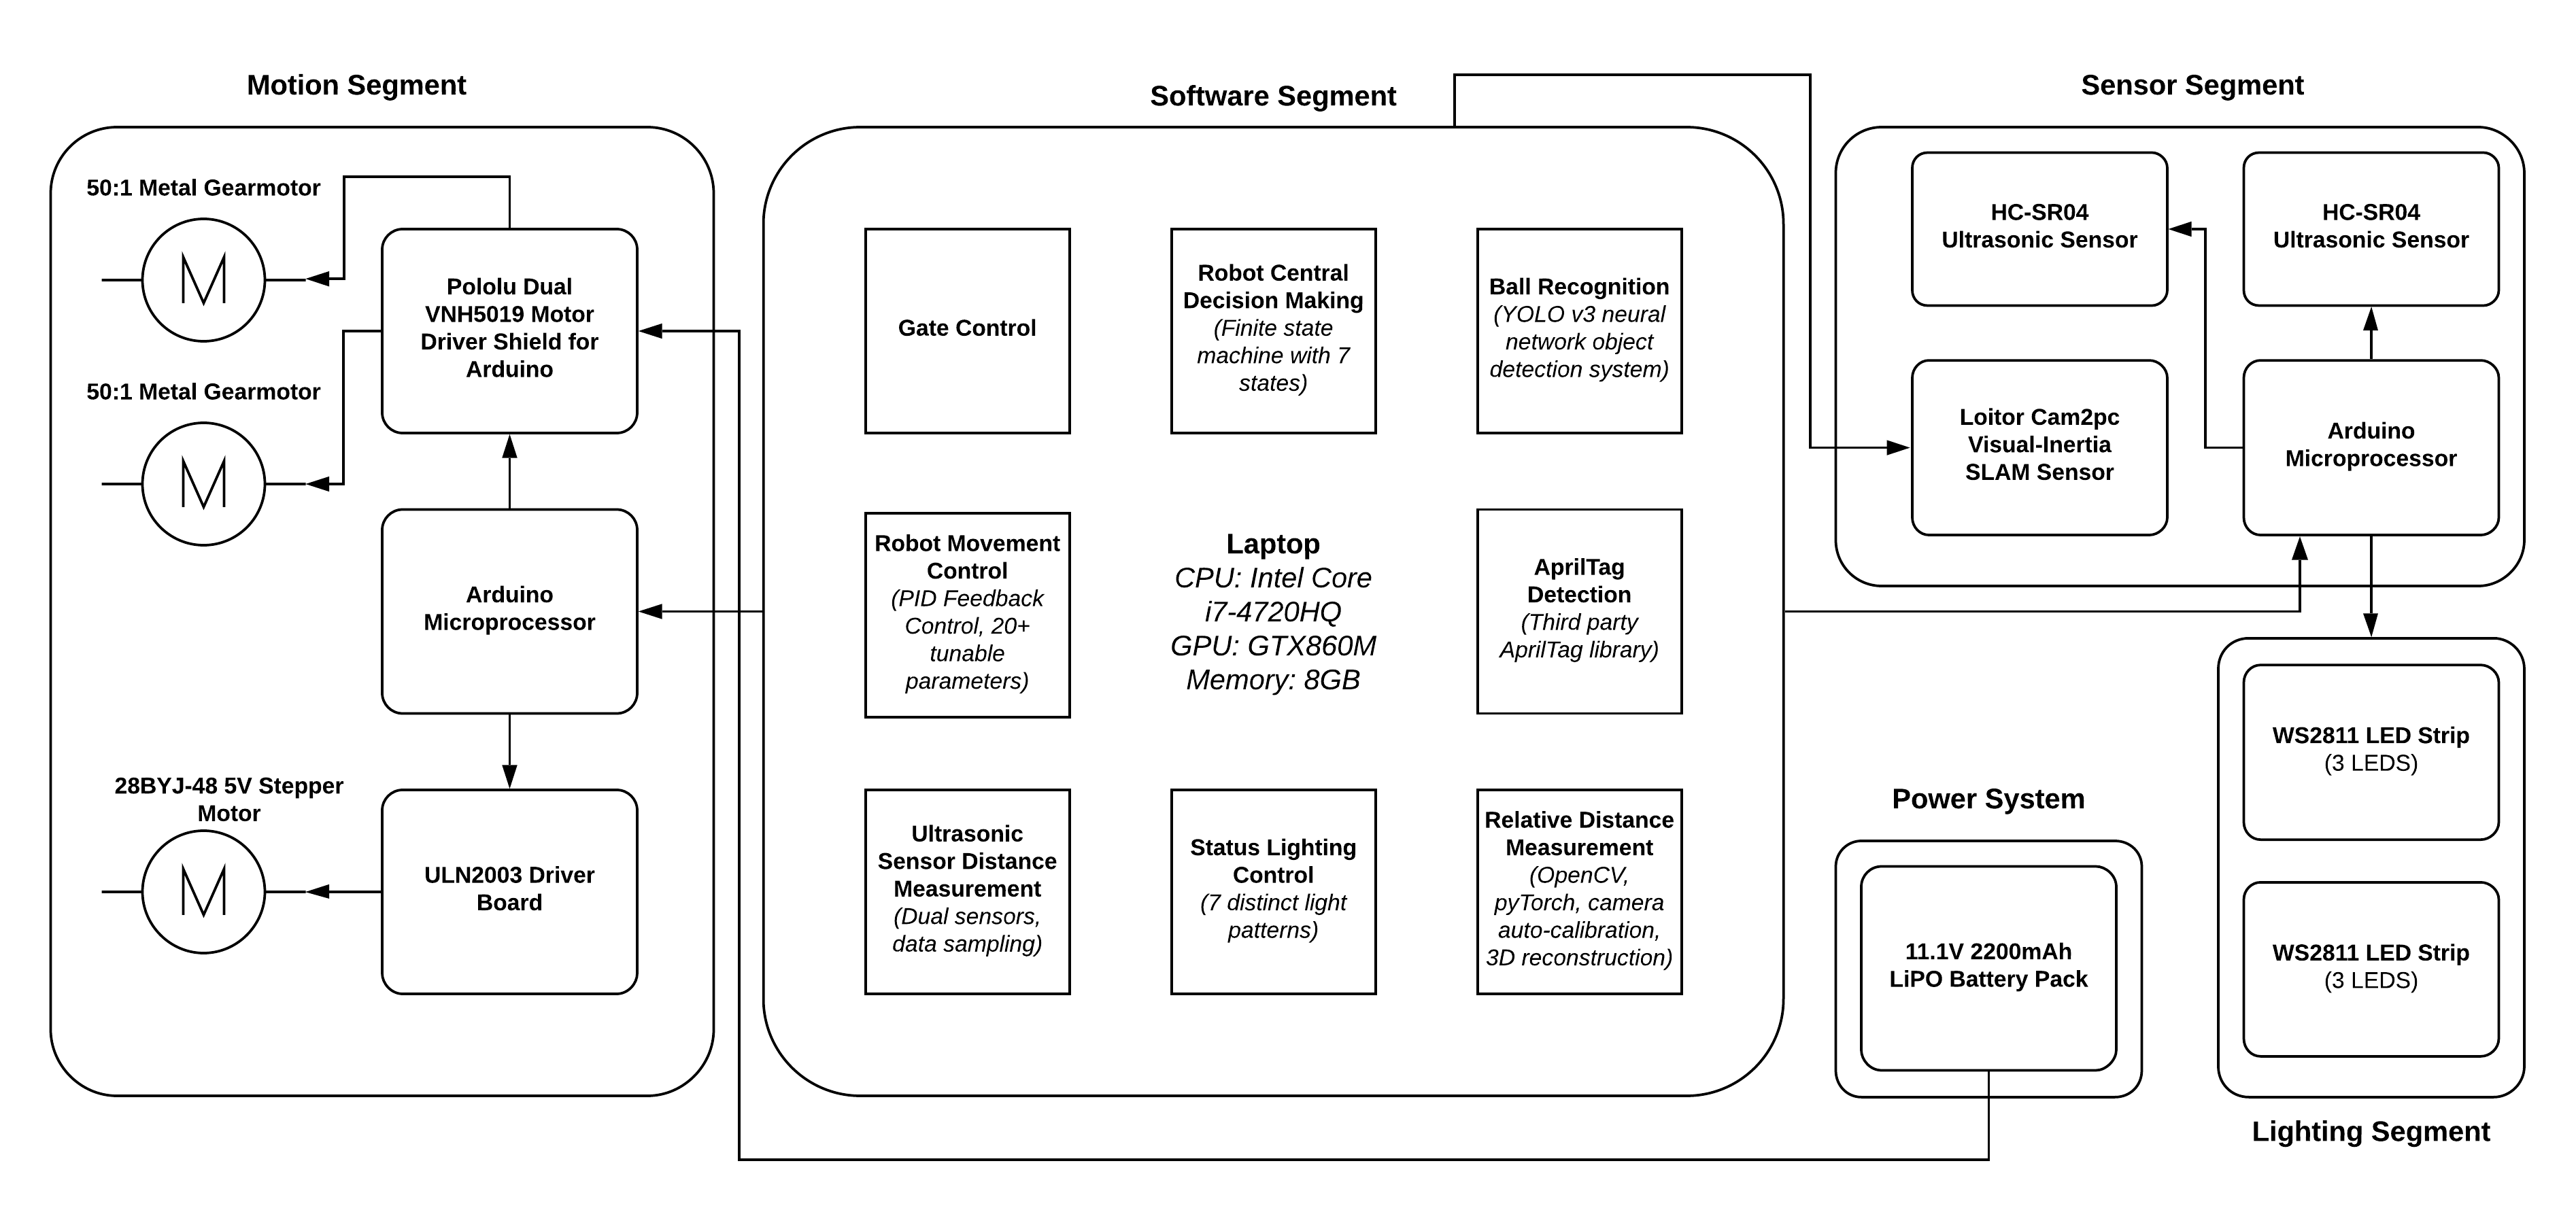 Motion Segment
50:1 Metal Gearmotor
M
50:1 Metal Gearmotor
M
Pololu Dual
VNH5019 Motor
Driver Shield for
Arduino
Arduino
Microprocessor
28BYJ-48 5V Stepper
Motor
M
ULN2003 Driver
Board
Software Segment
Gate Control
Robot Central
Decision Making
(Finite state
machine with 7
states)
Ball Recognition
(YOLO v3 neural
network object
detection system)
Robot Movement
Control
(PID Feedback
Control, 20+
tunable
parameters)
Laptop
CPU: Intel Core
i7-4720HQ
GPU: GTX860M
Memory: 8GB
AprilTag
Detection
(Third party
AprilTag library)
Ultrasonic
Sensor Distance
Measurement
(Dual sensors,
data sampling)
Status Lighting
Control
(7 distinct light
patterns)
Relative Distance
Measurement
(OpenCV,
pyTorch, camera
auto-calibration,
3D reconstruction)
Sensor Segment
HC-SR04
Ultrasonic Sensor
HC-SR04
Ultrasonic Sensor
Loitor Cam2pc
Visual-Inertia
SLAM Sensor
Arduino
Microprocessor
Power System
11.1V 2200mAh
LiPO Battery Pack
WS2811 LED Strip
(3 LEDS)
WS2811 LED Strip
(3 LEDS)
Lighting Segment